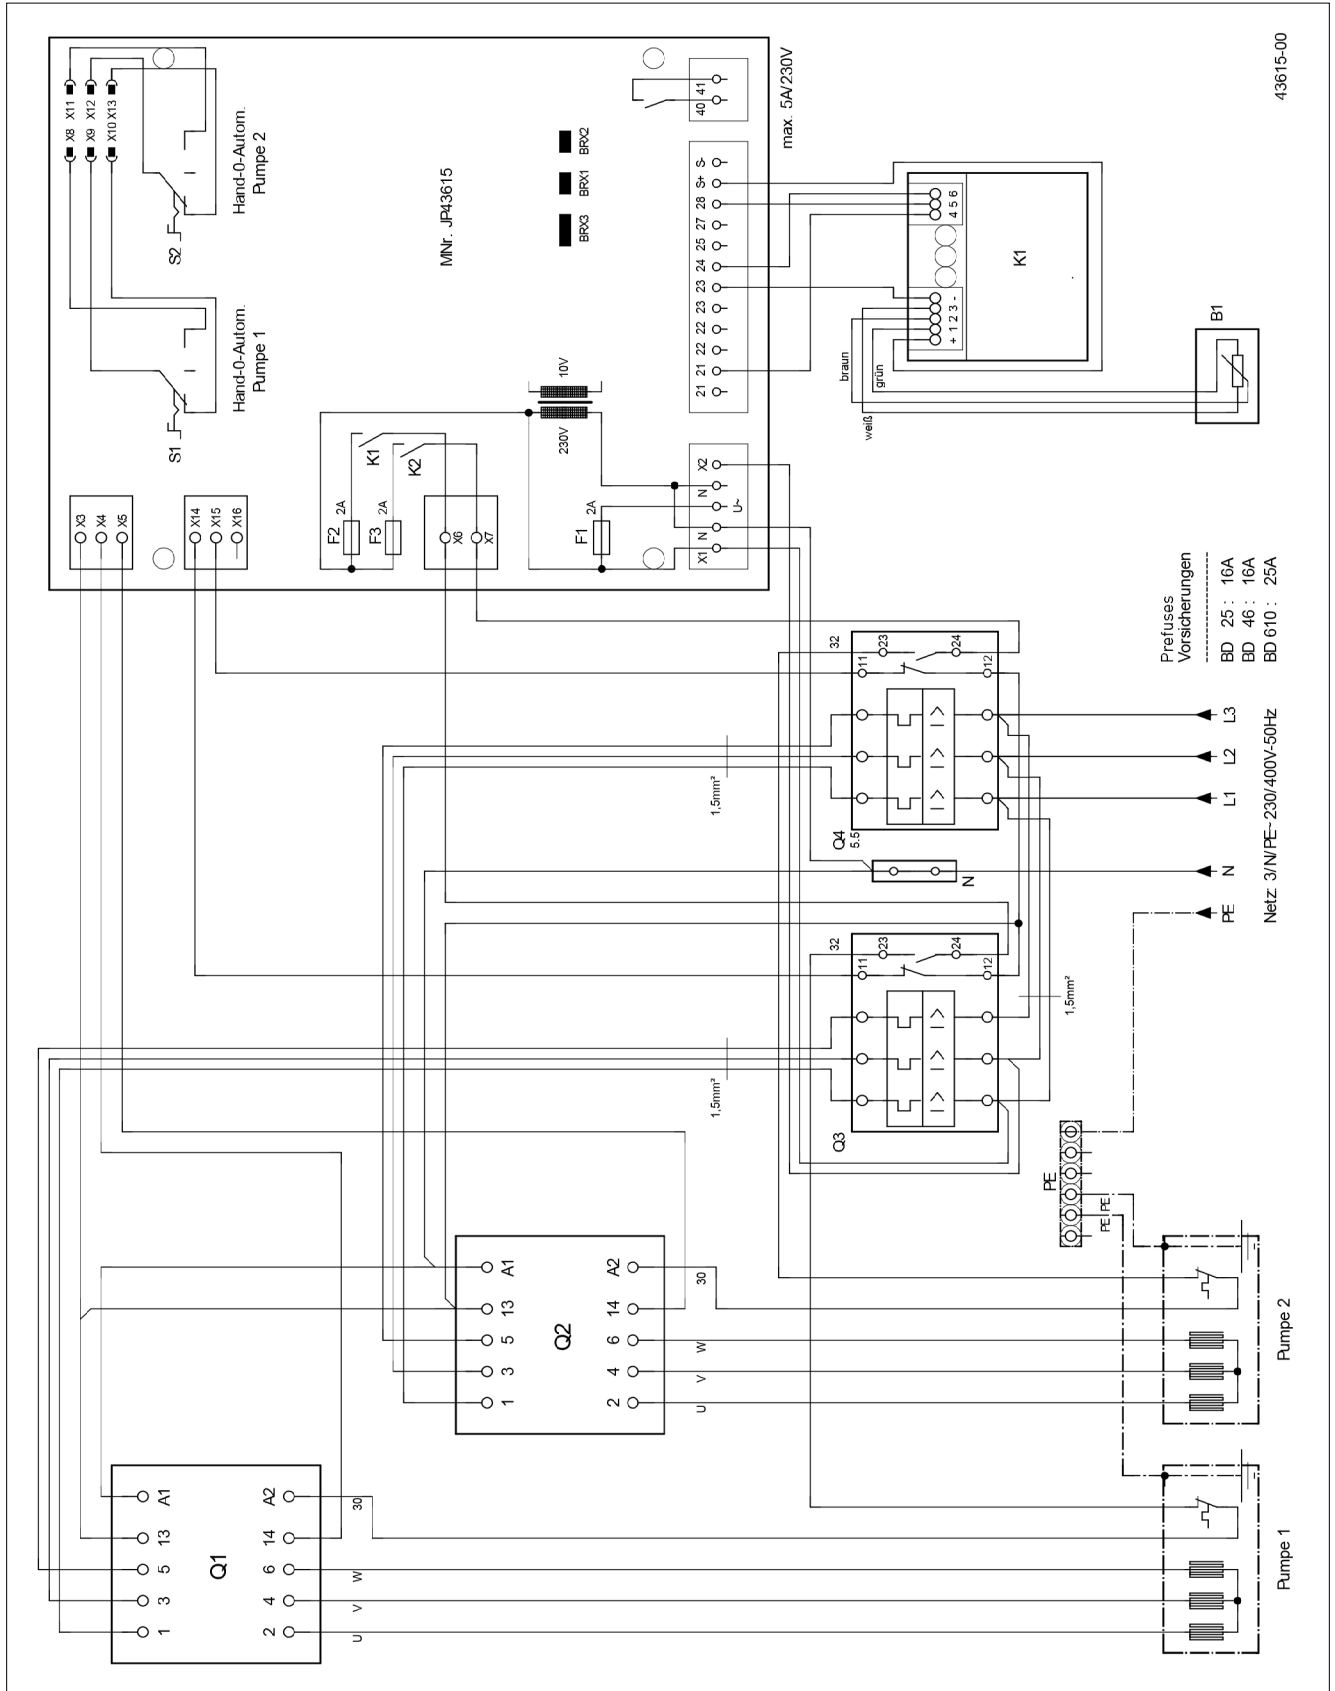 X8 X11
X9 X12
X10 X13
S2
Hand-0-Autom.
Pumpe 2
S1
Hand-0-Autom.
Pumpe 1
MNr. JP43615
BRX3
BRX1
BRX2
40 41
max. 5A/230V
43615-00
X3
X4
X5
X14
X15
X16
F2
2A
F3
2A
K1
K2
X6
X7
230V
10V
F1
2A
X1
N
U~
N
X2
21
21
22
22
23
23
24
25
27
28
S+
S-
K1
+ 1 2 3 -
4 5 6
braun
grün
weiß
B1
Prefuses
Vorsicherungen
-------------
BD 25 : 16A
BD 46 : 16A
BD 610 : 25A
Netz: 3/N/PE~230/400V-50Hz
L3
L2
L1
N
PE
Q4
5.5
32
11
23
24
12
1,5mm²
N
Q3
32
11
23
24
12
1,5mm²
1,5mm²
PE
PE
PE
Q2
1
3
5
13
A1
2
4
6
14
A2
U
V
W
30
Q1
1
3
5
13
A1
2
4
6
14
A2
U
V
W
30
Pumpe 2
Pumpe 1